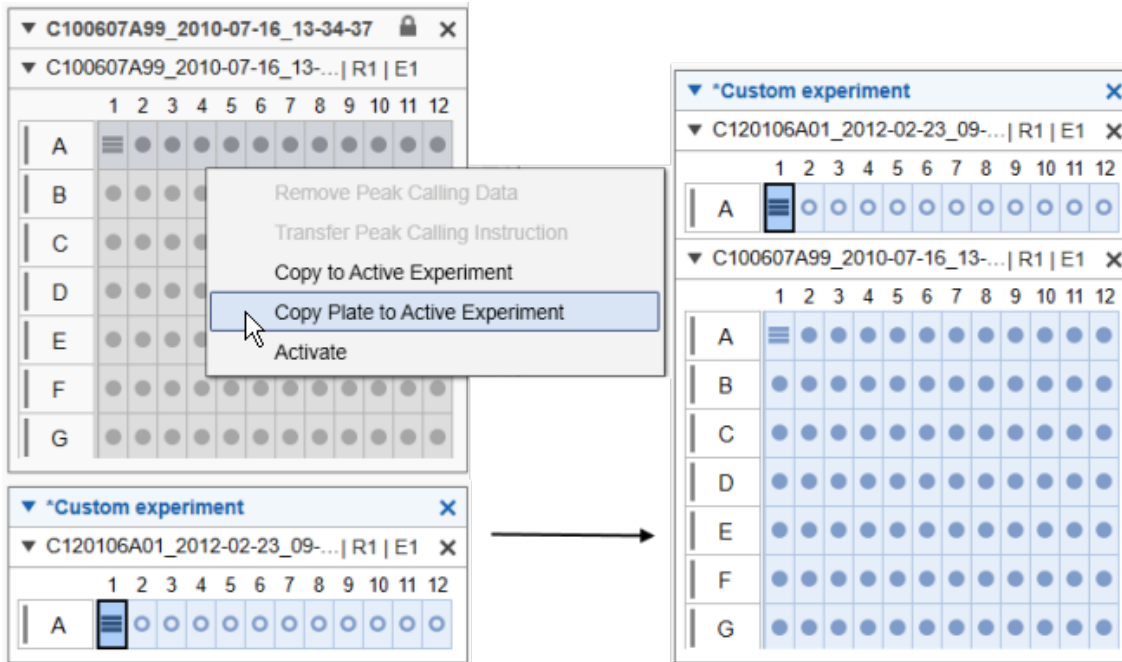 C100607A99_2010-07-16_13-34-37
C100607A99_2010-07-16_13-...| R1 | E1
1 2 3 4 5 6 7 8 9 10 11 12
A
B
C
D
E
F
G
Remove Peak Calling Data
Transfer Peak Calling Instruction
Copy to Active Experiment
Copy Plate to Active Experiment
Activate
*Custom experiment
C120106A01_2012-02-23_09-...| R1 | E1
1 2 3 4 5 6 7 8 9 10 11 12
A
*Custom experiment
C120106A01_2012-02-23_09-...| R1 | E1
1 2 3 4 5 6 7 8 9 10 11 12
A
C100607A99_2010-07-16_13-...| R1 | E1
1 2 3 4 5 6 7 8 9 10 11 12
A
B
C
D
E
F
G